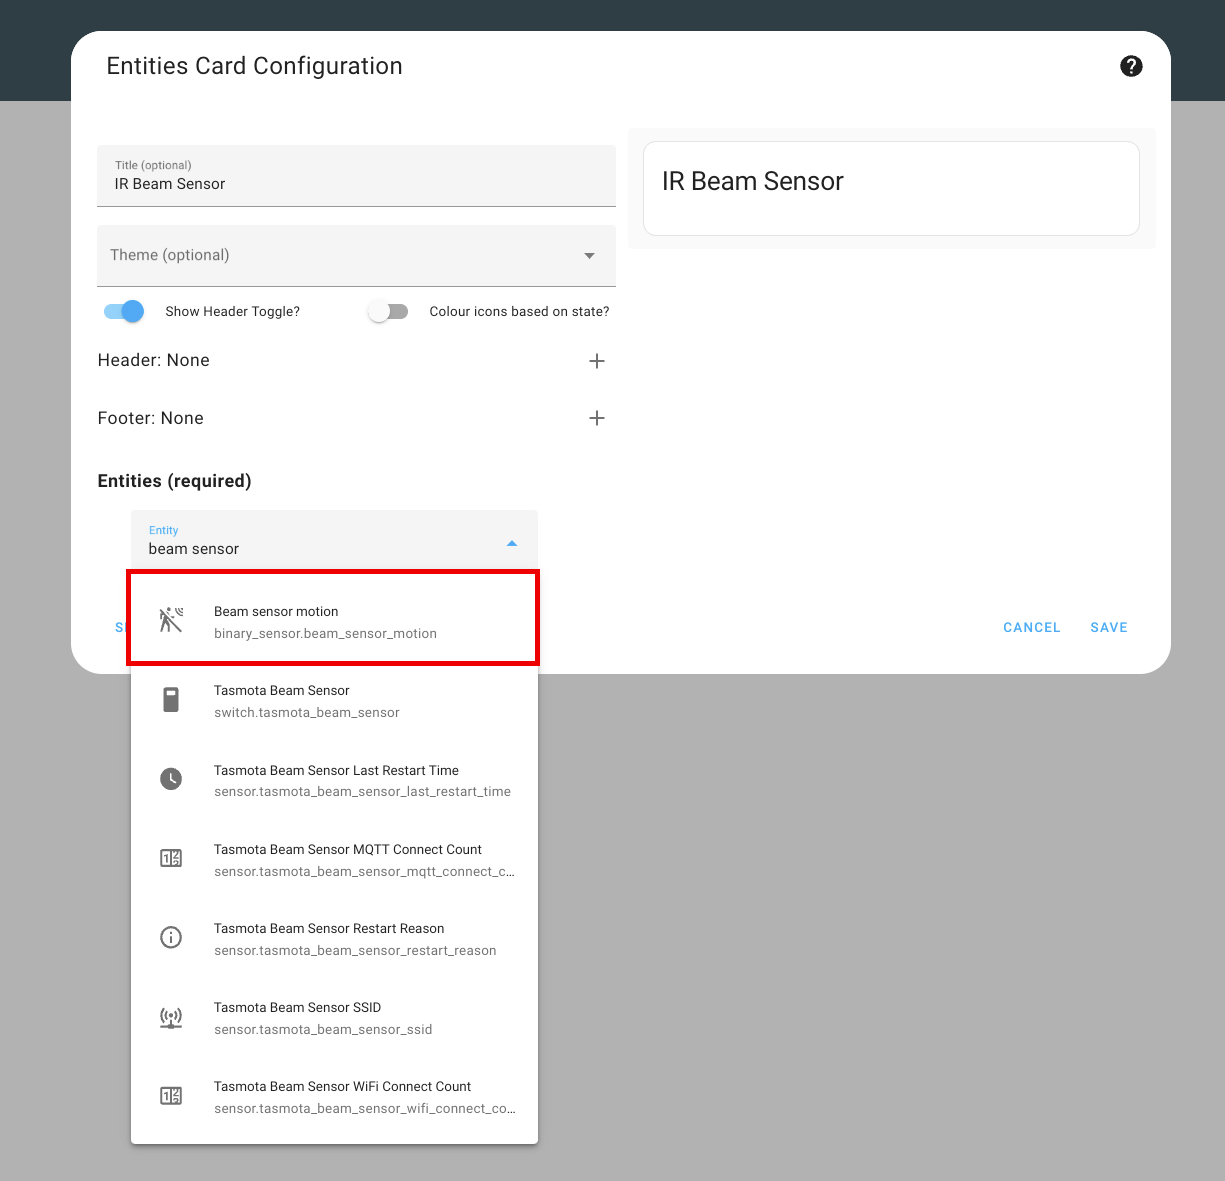 Entities Card Configuration
Title (optional)
IR Beam Sensor
IR Beam Sensor
Theme (optional)
Show Header Toggle?
Colour icons based on state?
Header: None
Footer: None
Entities (required)
Entity
beam sensor
Beam sensor motion
binary_sensor.beam_sensor_motion
CANCEL
SAVE
Tasmota Beam Sensor
switch.tasmota_beam_sensor
Tasmota Beam Sensor Last Restart Time
sensor.tasmota_beam_sensor_last_restart_time
Tasmota Beam Sensor MQTT Connect Count
sensor.tasmota_beam_sensor_mqtt_connect_c...
Tasmota Beam Sensor Restart Reason
sensor.tasmota_beam_sensor_restart_reason
Tasmota Beam Sensor SSID
sensor.tasmota_beam_sensor_ssid
Tasmota Beam Sensor WiFi Connect Count
sensor.tasmota_beam_sensor_wifi_connect_co...